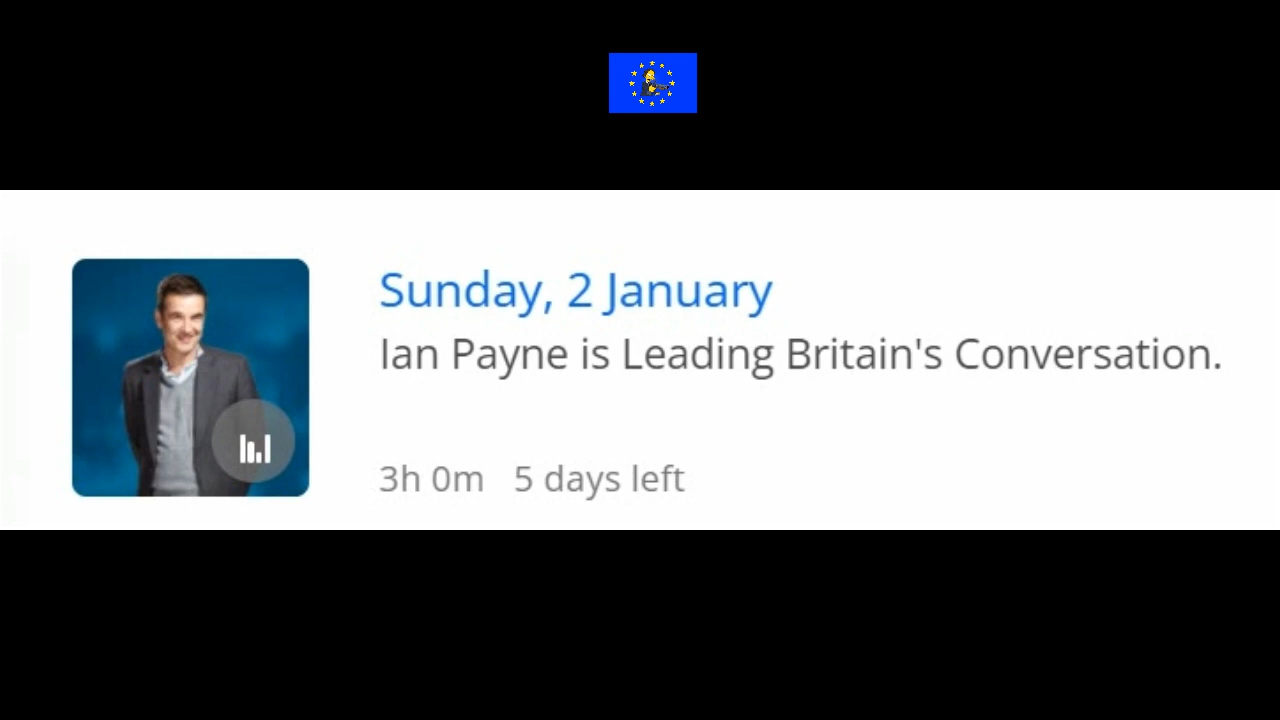 Sunday, 2 January
Ian Payne is Leading Britain's Conversation.
3h 0m 5 days left